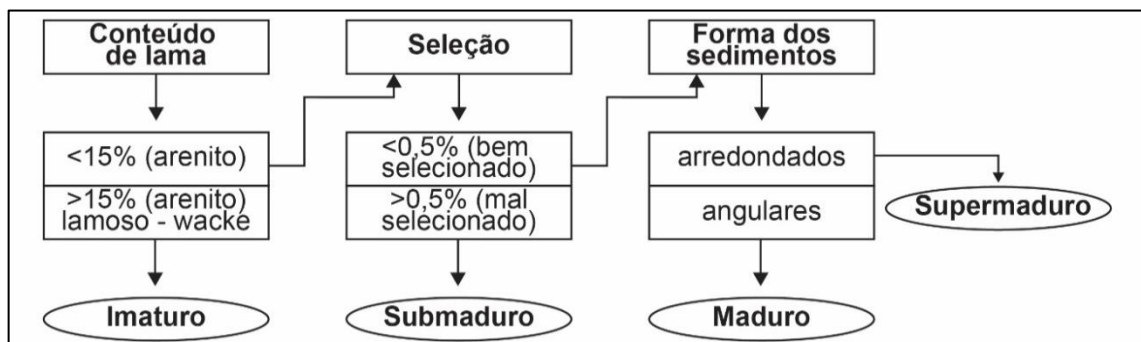 Conteúdo
de lama
<15% (arenito)
>15% (arenito)
lamoso - wacke
Imaturo
Seleção
<0,5% (bem
selecionado)
>0,5% (mal
selecionado)
Submaduro
Forma dos
sedimentos
arredondados
angulares
Maduro
Supermaduro